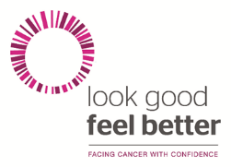 look good
feel better
FACING CANCER WITH CONFIDENCE